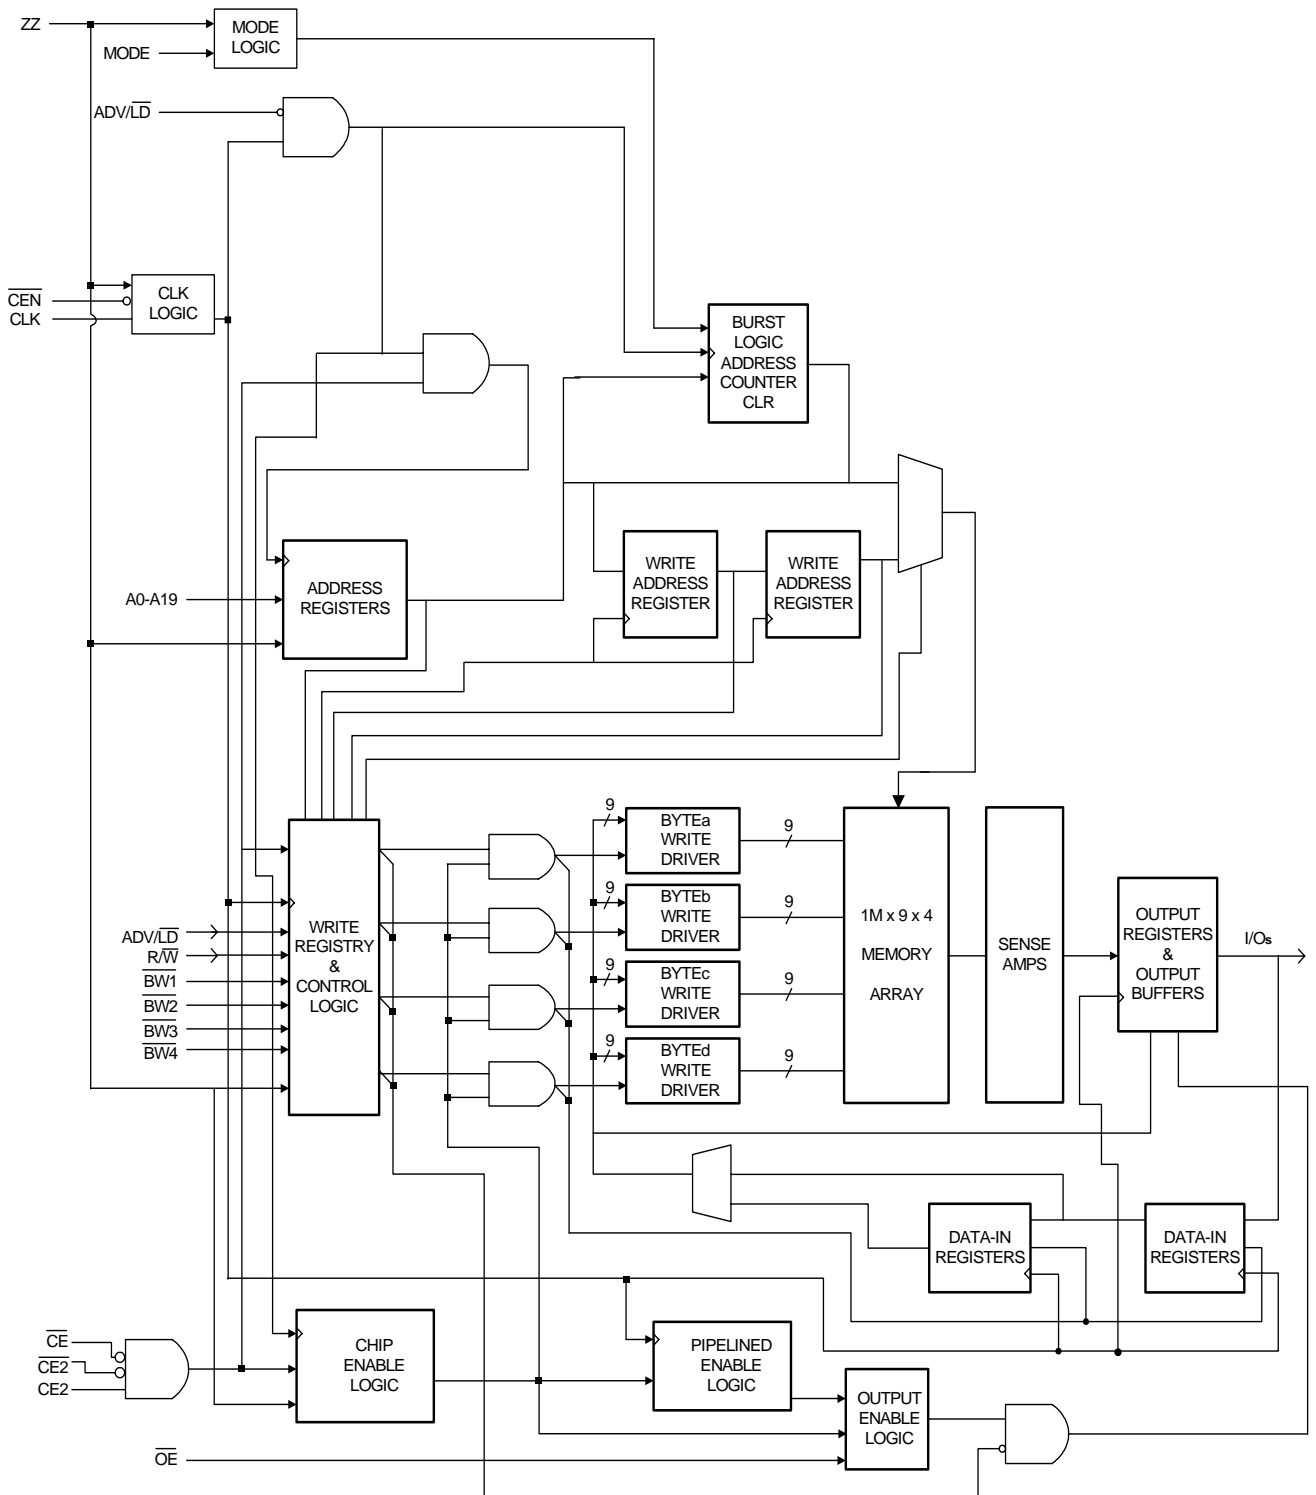 ZZ
MODE
MODE
LOGIC
ADV/LD
CEN
CLK
CLK
LOGIC
BURST
LOGIC
ADDRESS
COUNTER
CLR
A0-A19
ADDRESS
REGISTERS
WRITE
ADDRESS
REGISTER
WRITE
ADDRESS
REGISTER
ADV/LD
R/W
BW1
BW2
BW3
BW4
WRITE
REGISTRY
&
CONTROL
LOGIC
9
BYTEa
WRITE
DRIVER
9
9
BYTEb
WRITE
DRIVER
9
9
BYTEc
WRITE
DRIVER
9
9
BYTEd
WRITE
DRIVER
9
1M x 9 x 4
MEMORY
ARRAY
SENSE
AMPS
OUTPUT
REGISTERS
&
OUTPUT
BUFFERS
I/Os
DATA-IN
REGISTERS
DATA-IN
REGISTERS
CE
CE2
CE2
CHIP
ENABLE
LOGIC
PIPELINED
ENABLE
LOGIC
OUTPUT
ENABLE
LOGIC
OE